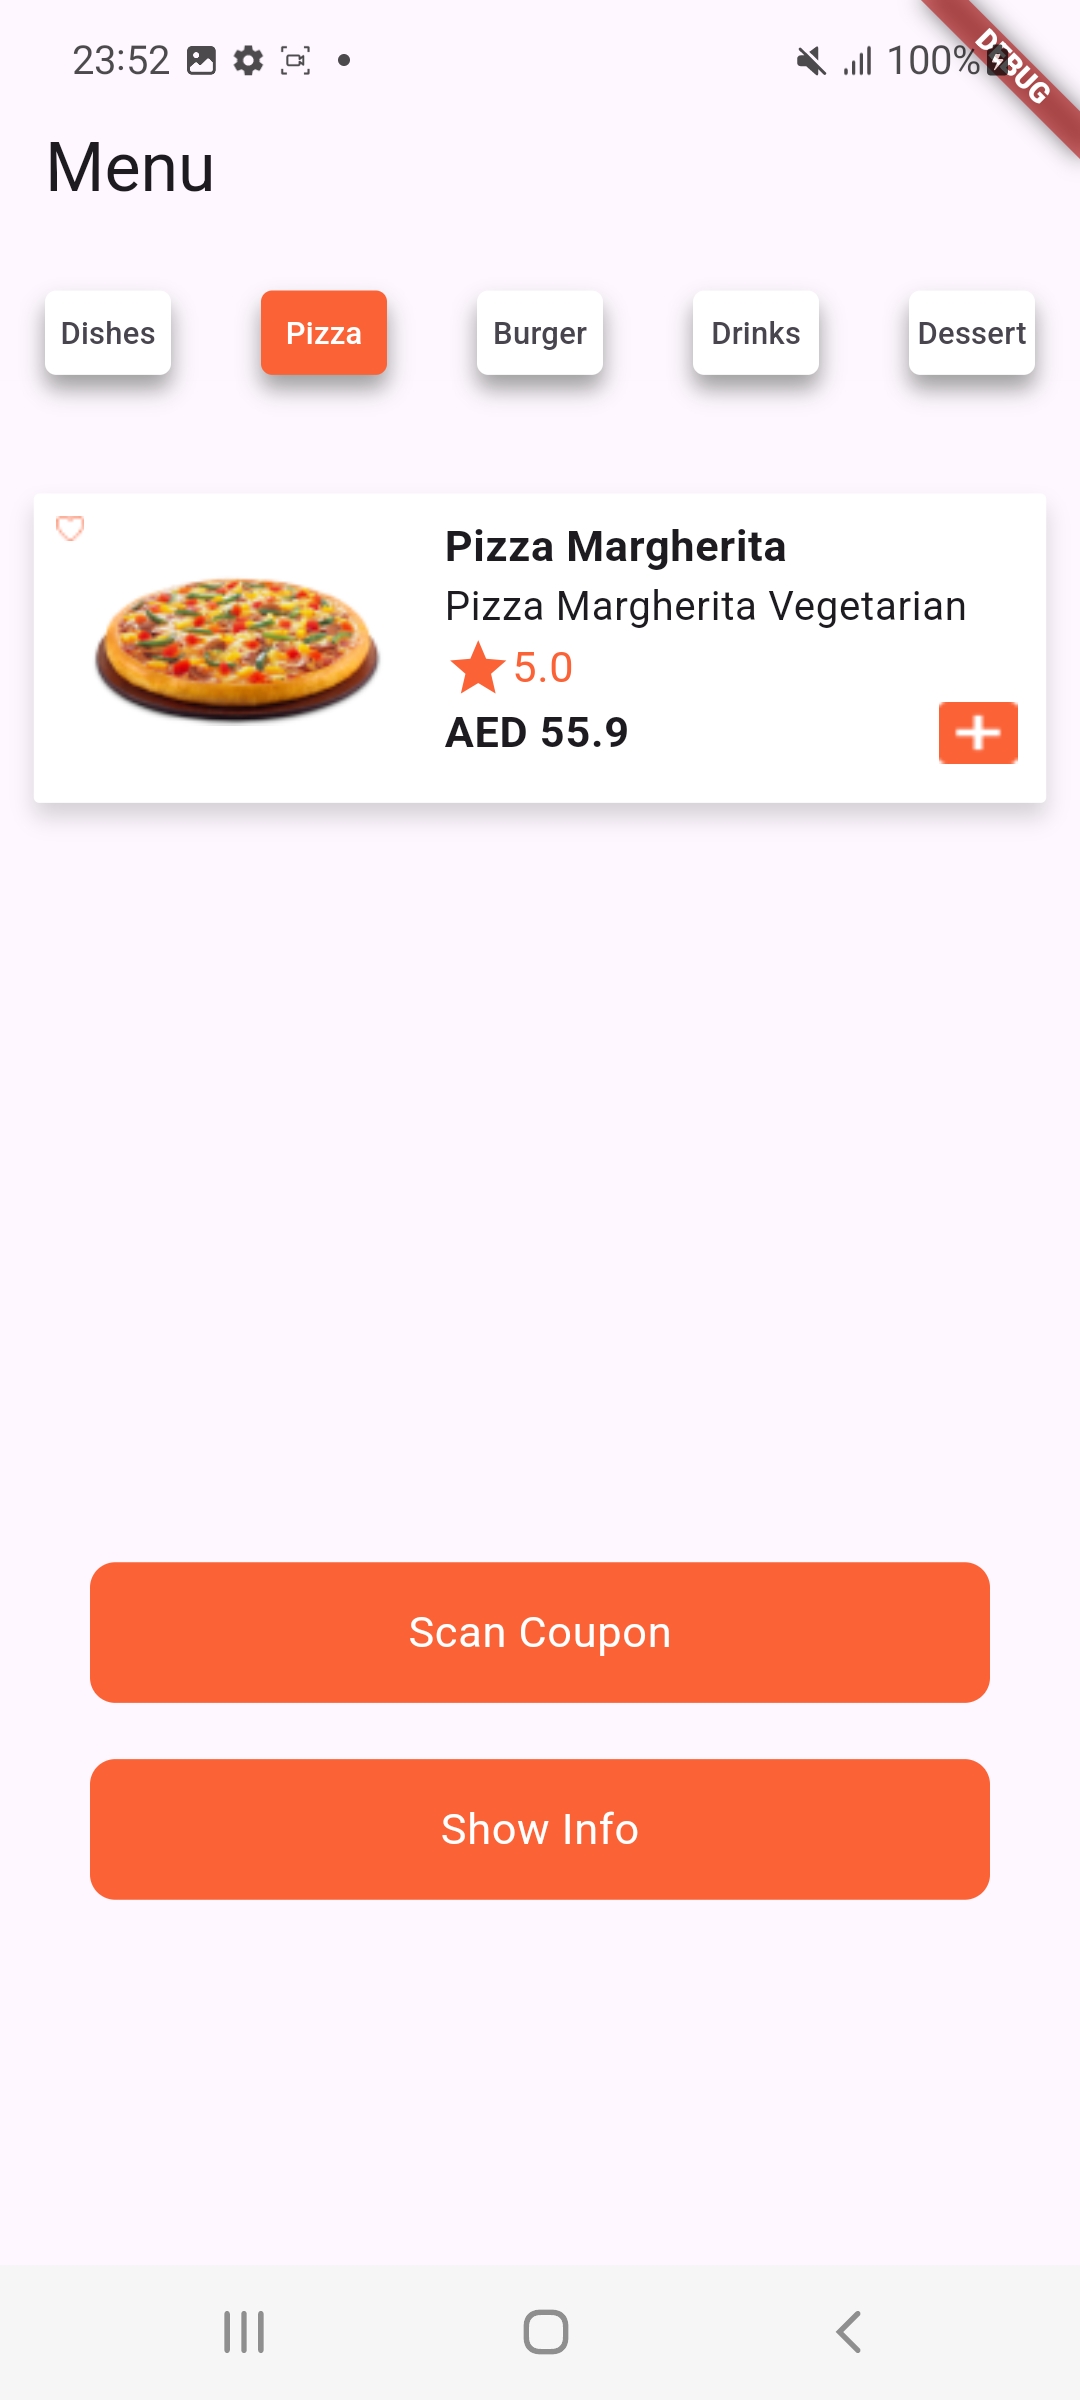 23:52
100%
DEBUG
Menu
Dishes
Pizza
Burger
Drinks
Dessert
Pizza Margherita
Pizza Margherita Vegetarian
5.0
AED 55.9
Scan Coupon
Show Info